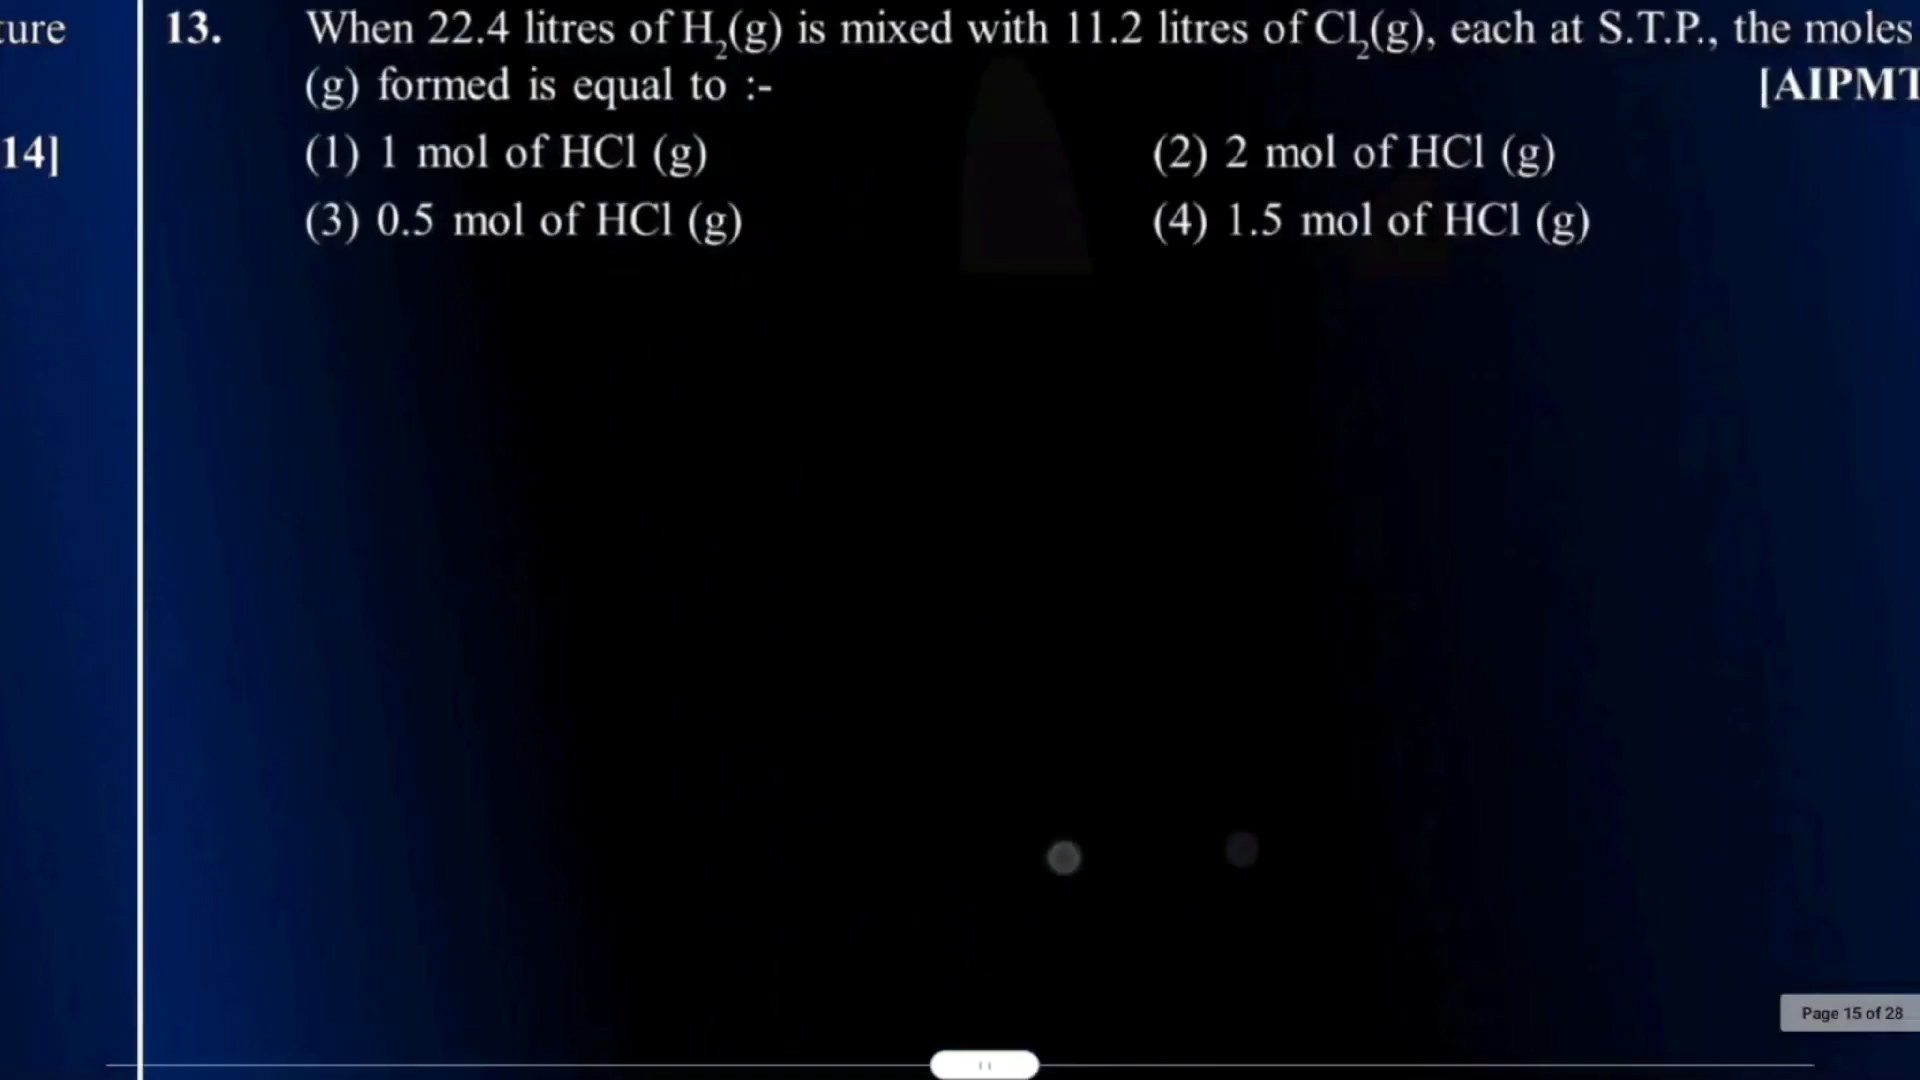 ture
14]
13. When 22.4 litres of H₂(g) is mixed with 11.2 litres of Cl₂(g), each at S.T.P., the moles
(g) formed is equal to :-
[AIPMT
(1) 1 mol of HCl (g)
(2) 2 mol of HCl (g)
(3) 0.5 mol of HCl (g)
(4) 1.5 mol of HCl (g)
Page 15 of 28